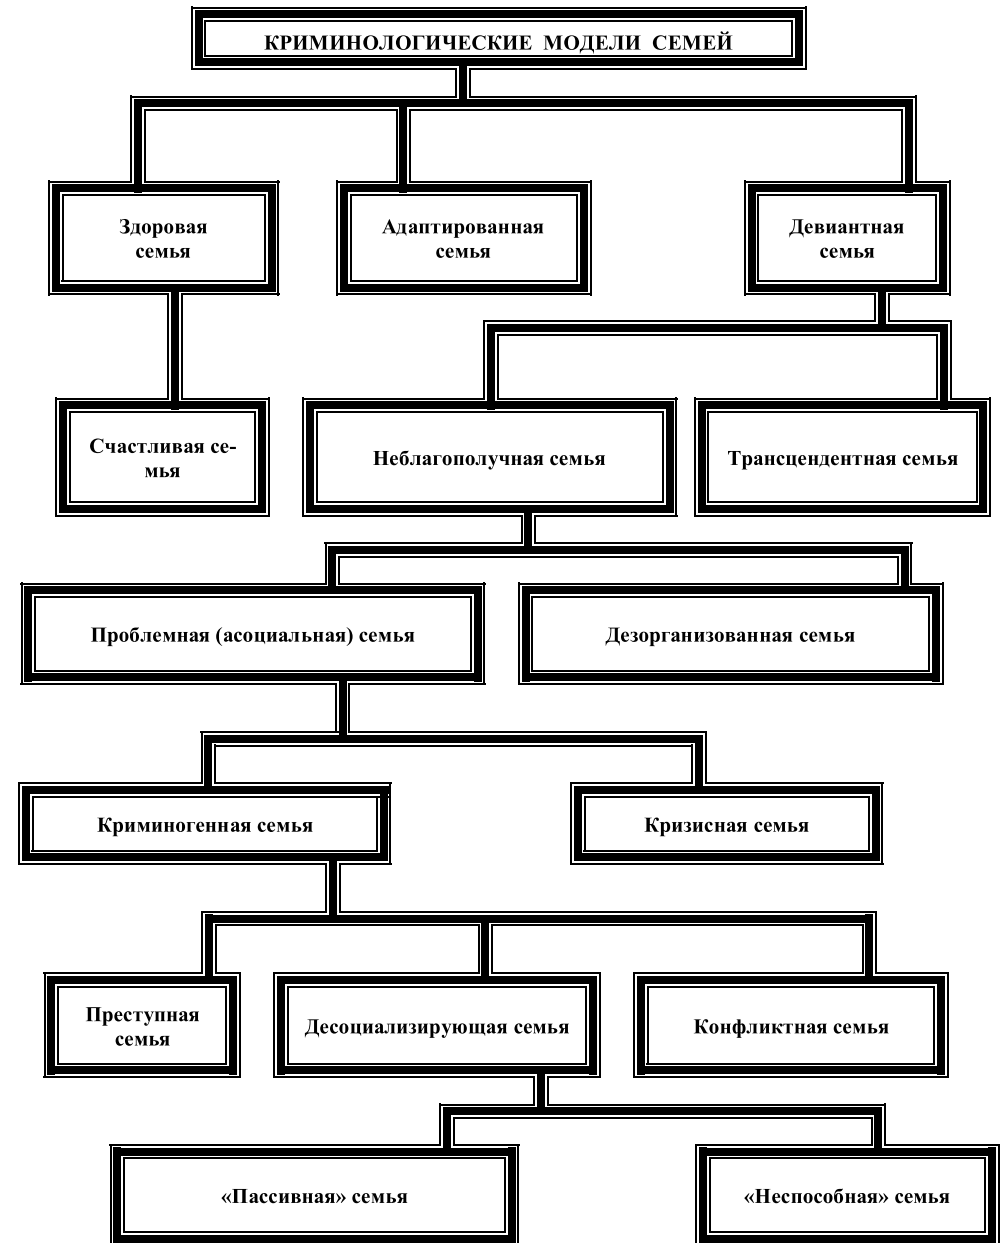 КРИМИНОЛОГИЧЕСКИЕ МОДЕЛИ СЕМЕЙ
Здоровая
семья
Адаптированная
семья
Девиантная
семья
Счастливая се-
мья
Неблагополучная семья
Трансцендентная семья
Проблемная (асоциальная) семья
Дезорганизованная семья
Криминогенная семья
Кризисная семья
Преступная
семья
Десоциализирующая семья
Конфликтная семья
«Пассивная» семья
«Неспособная» семья